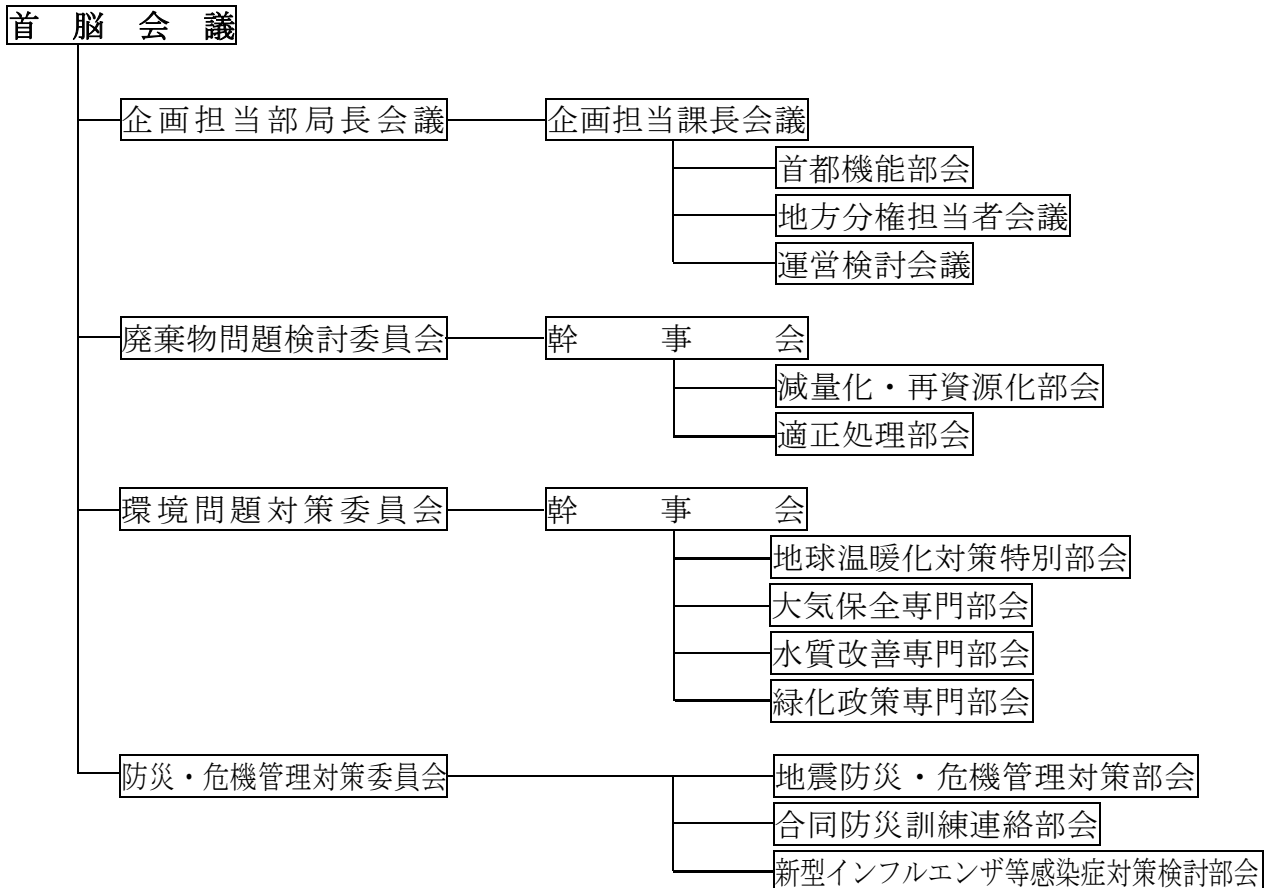 首脳会議
企画担当部局長会議 企画担当課長会議
首都機能部会
地方分権担当者会議
運営検討会議
廃棄物問題検討委員会 幹事会
減量化・再資源化部会
適正処理部会
環境問題対策委員会 幹事会
地球温暖化対策特別部会
大気保全専門部会
水質改善専門部会
緑化政策専門部会
防災・危機管理対策委員会 地震防災・危機管理対策部会
合同防災訓練連絡部会
新型インフルエンザ等感染症対策検討部会